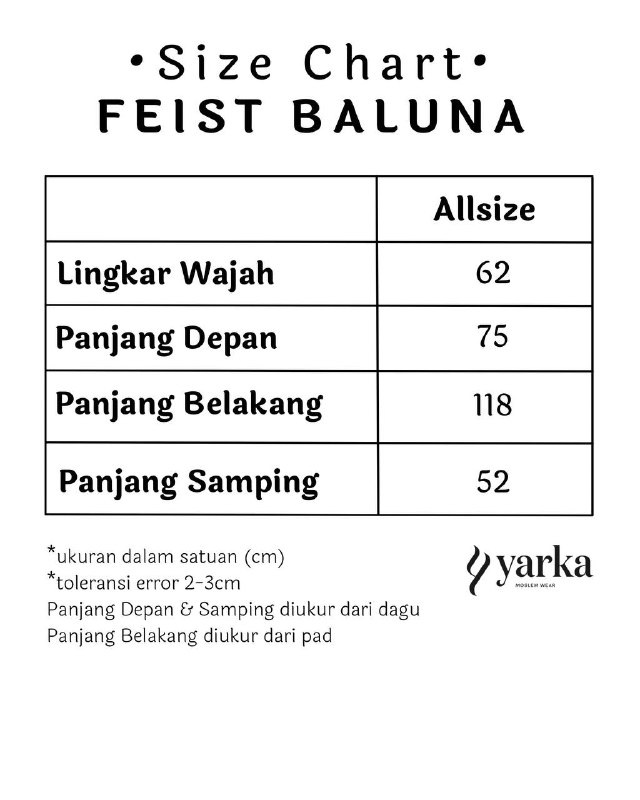 •Size Chart•
FEIST BALUNA
Allsize
Lingkar Wajah 62
Panjang Depan 75
Panjang Belakang 118
Panjang Samping 52
*ukuran dalam satuan (cm)
*toleransi error 2-3cm
Panjang Depan & Samping diukur dari dagu
Panjang Belakang diukur dari pad
yarka
MOSLEM WEAR